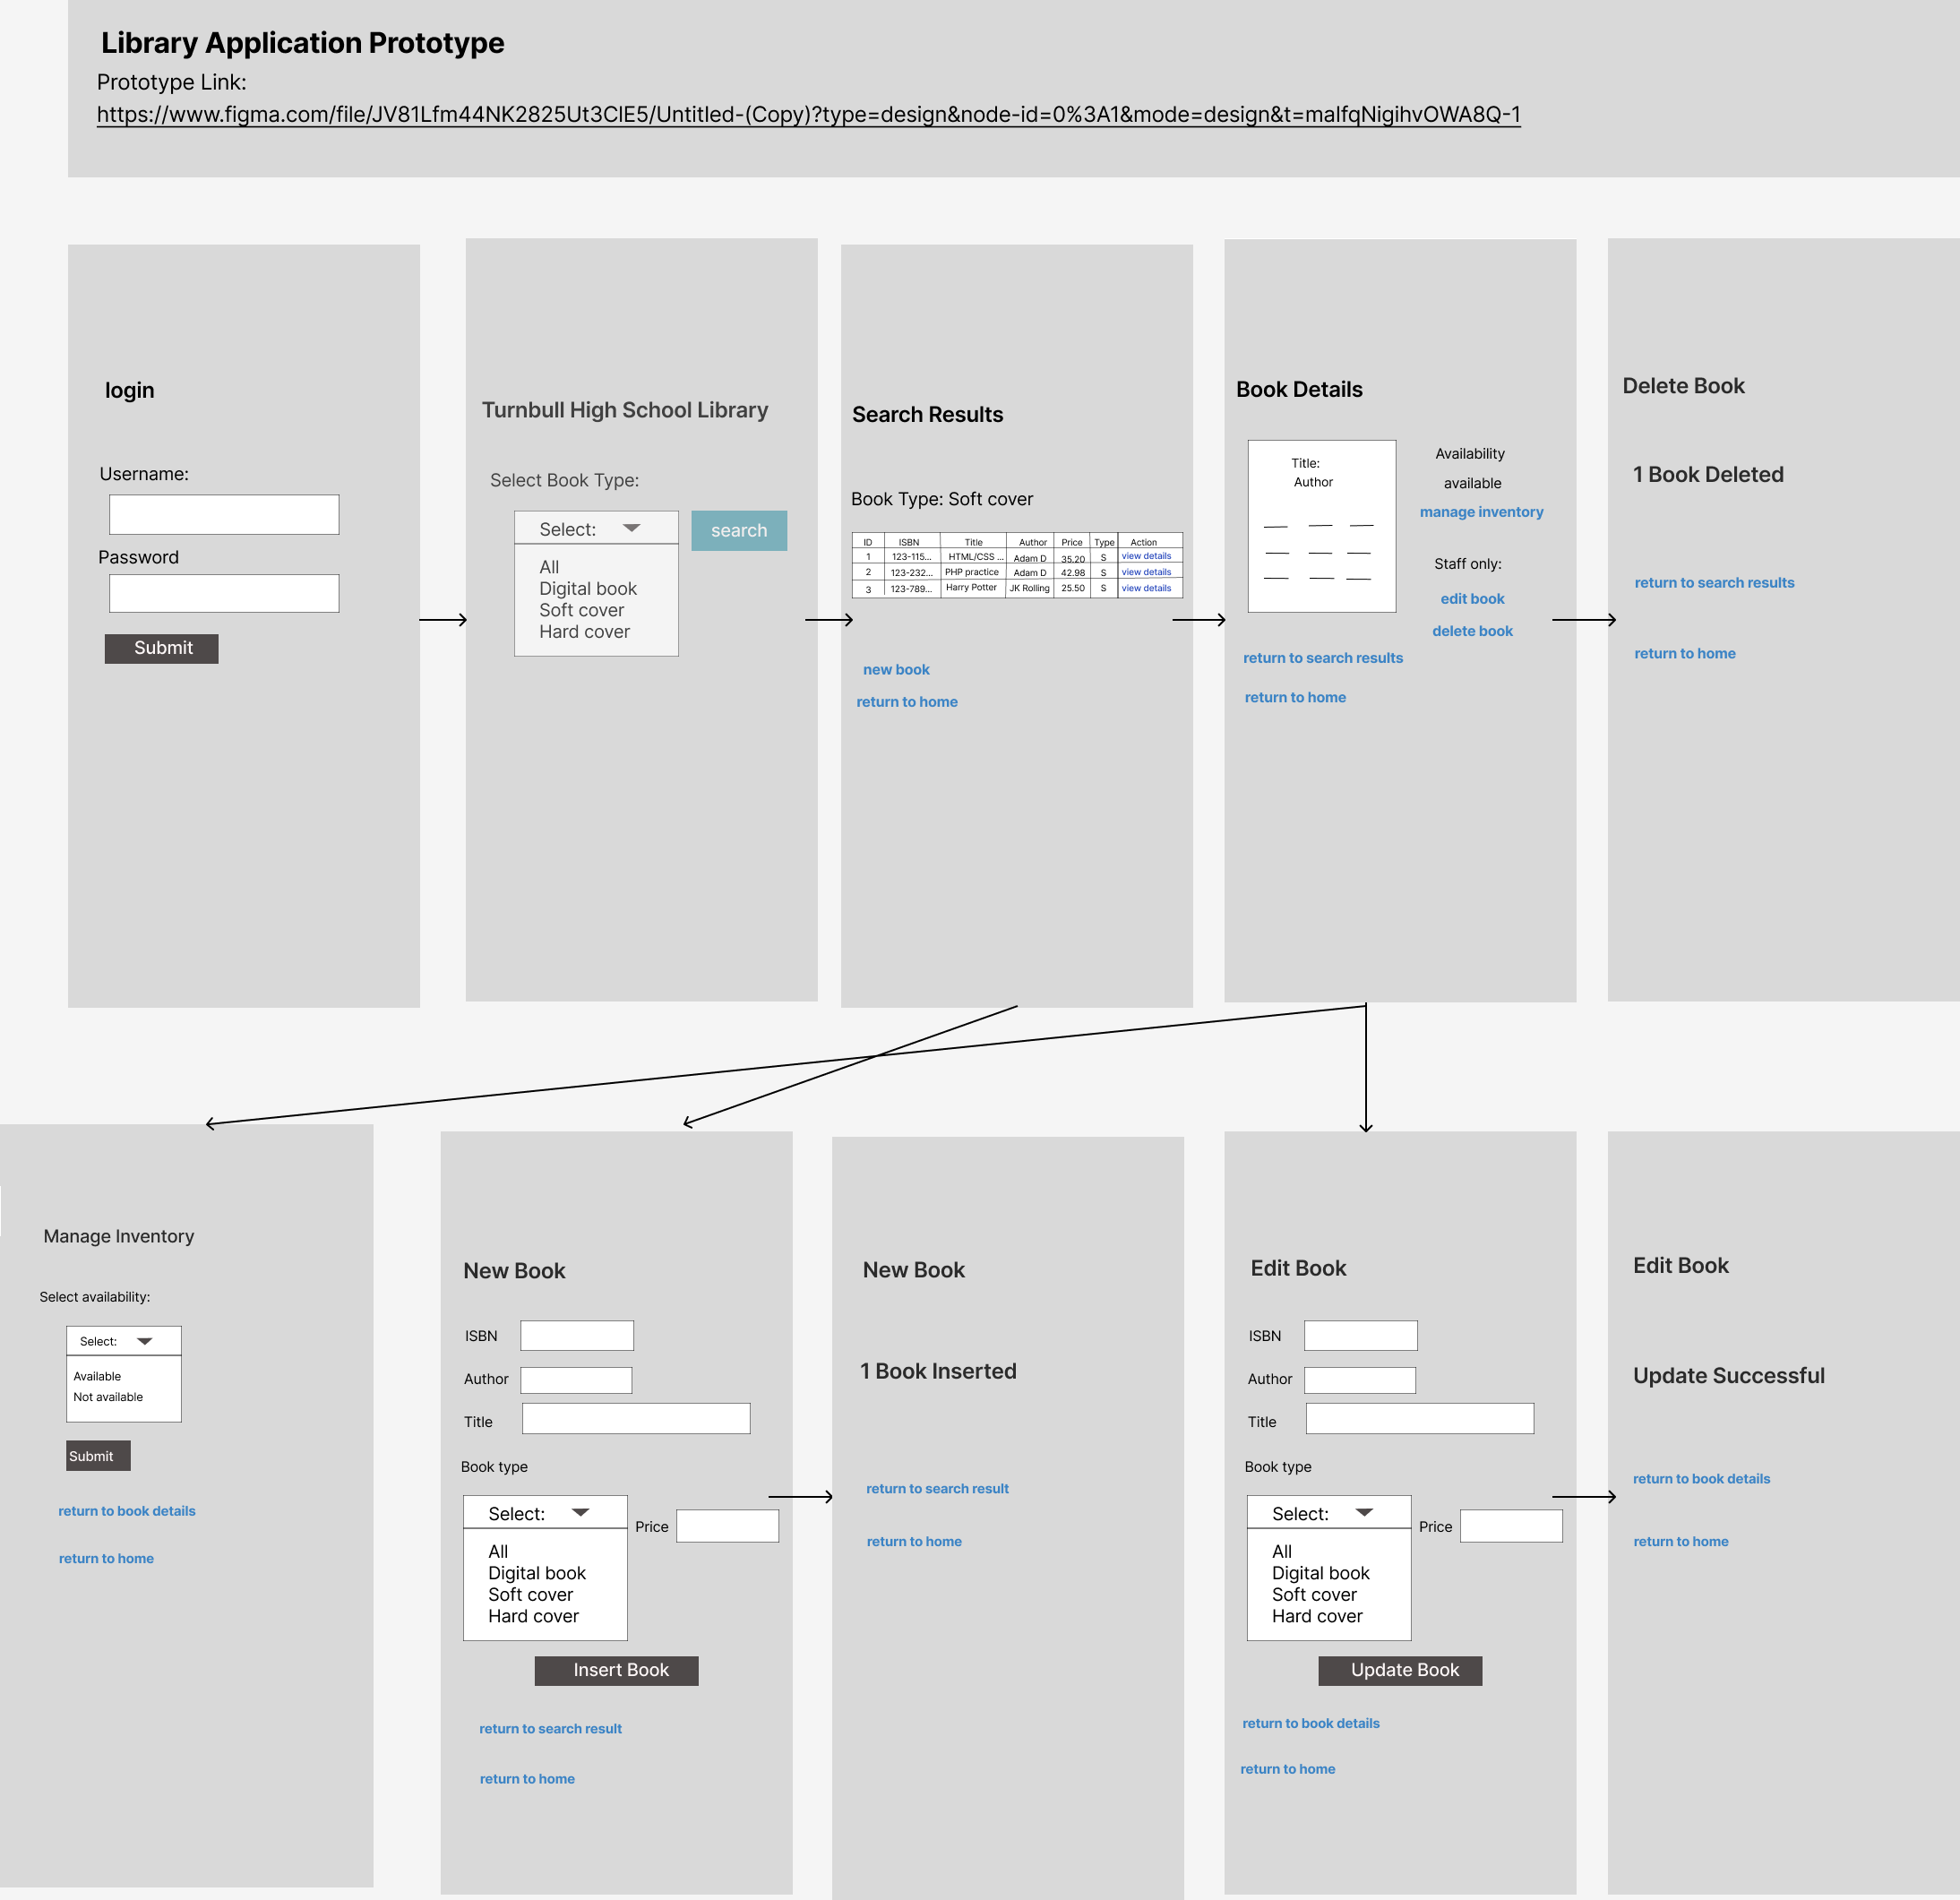 Library Application Prototype
Prototype Link:
https://www.figma.com/file/JV81Lfm44NK2825Ut3ClE5/Untitled-(Copy)?type=design&node-id=0%3A1&mode=design&t=malfqNigihvOWA8Q-1
login
Username:
Password
Submit
Turnbull High School Library
Select Book Type:
Select:
search
All
Digital book
Soft cover
Hard cover
Search Results
Book Type: Soft cover
ID ISBN Title Author Price Type Action
1 123-115... HTML/CSS ... Adam D 35.20 S view details
2 123-232... PHP practice Adam D 42.98 S view details
3 123-789... Harry Potter JK Rolling 25.50 S view details
new book
return to home
Book Details
Title:
Author
Availability
available
manage inventory
Staff only:
edit book
delete book
return to search results
return to home
Delete Book
1 Book Deleted
return to search results
return to home
Manage Inventory
Select availability:
Select:
Available
Not available
Submit
return to book details
return to home
New Book
ISBN
Author
Title
Book type
Select:
Price
All
Digital book
Soft cover
Hard cover
Insert Book
return to search result
return to home
New Book
1 Book Inserted
return to search result
return to home
Edit Book
ISBN
Author
Title
Book type
Select:
Price
All
Digital book
Soft cover
Hard cover
Update Book
return to book details
return to home
Edit Book
Update Successful
return to book details
return to home